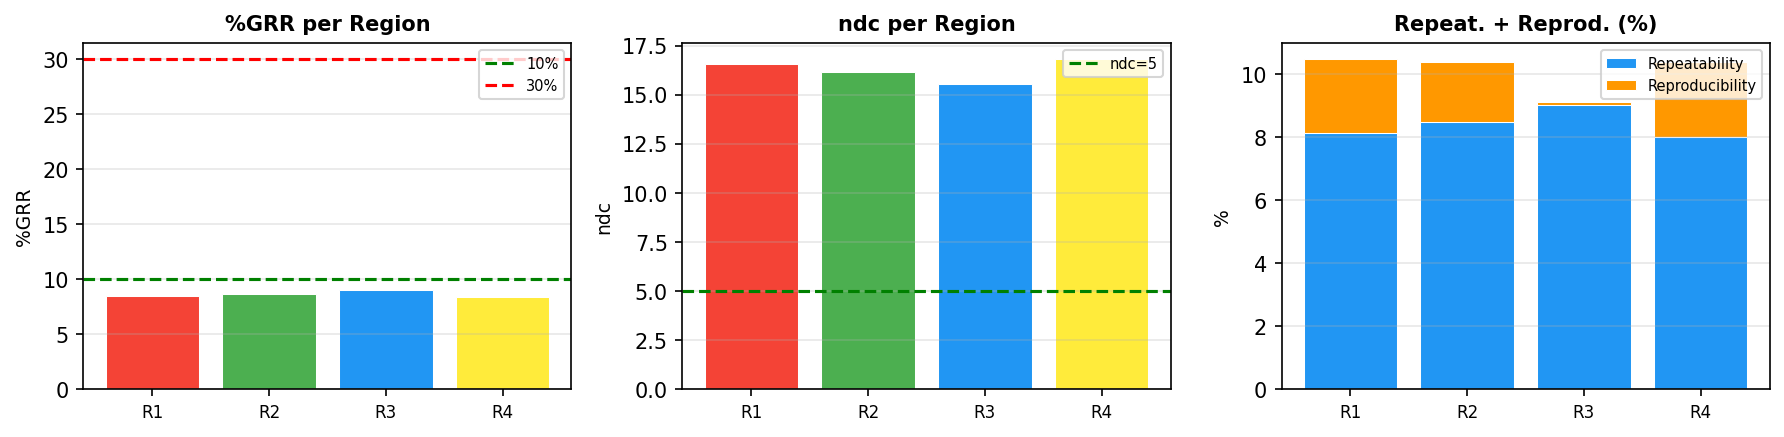 %GRR per Region
%GRR
30
25
20
15
10
5
0
10%
30%
R1 R2 R3 R4
ndc per Region
ndc
17.5
15.0
12.5
10.0
7.5
5.0
2.5
0.0
ndc=5
R1 R2 R3 R4
Repeat. + Reprod. (%)
%
10
8
6
4
2
0
Repeatability
Reproducibility
R1 R2 R3 R4